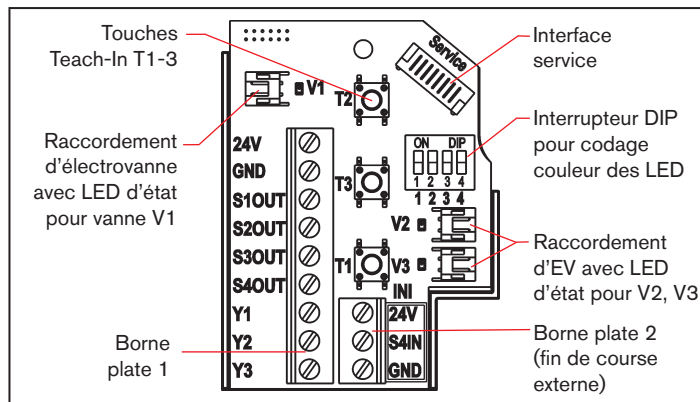 Touches
Teach-In T1-3
Service
Interface
service
V1
T2
Raccordement
d'électrovanne
avec LED d'état
pour vanne V1
24V
GND
S1OUT
S2OUT
S3OUT
S4OUT
Y1
Y2
Y3
ON DIP
1 2 3 4
1 2 3 4
Interrupteur DIP
pour codage
couleur des LED
T3
V2
T1
V3
Raccordement
d'EV avec LED
d'état pour V2, V3
INI
24V
S4IN
GND
Borne
plate 1
Borne plate 2
(fin de course
externe)